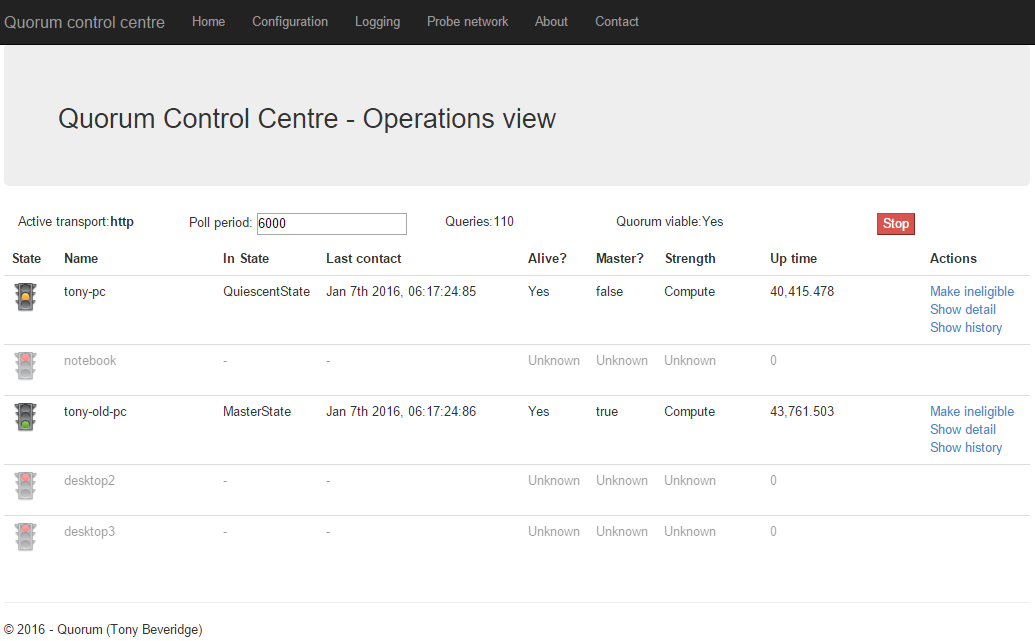 Quorum control centre Home Configuration Logging Probe network About Contact
Quorum Control Centre - Operations view
Active transport:http Poll period: 6000 Queries:110 Quorum viable:Yes Stop
State Name In State Last contact Alive? Master? Strength Up time Actions
tony-pc QuiescentState Jan 7th 2016, 06:17:24:85 Yes false Compute 40,415.478 Make ineligible
Show detail
Show history
notebook - - Unknown Unknown Unknown 0
tony-old-pc MasterState Jan 7th 2016, 06:17:24:86 Yes true Compute 43,761.503 Make ineligible
Show detail
Show history
desktop2 - - Unknown Unknown Unknown 0
desktop3 - - Unknown Unknown Unknown 0
© 2016 - Quorum (Tony Beveridge)